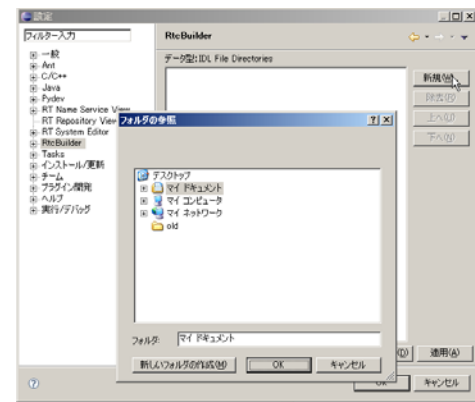 設定
フィルター入力
RtcBuilder
一般
データ型: IDL File Directories
Ant
C/C++
新規(W)
Java
除去(R)
Pydev
RT Name Service View
上へ(U)
RT Repository View
RT System Editor
下へ(N)
RtcBuilder
Tasks
インストール/更新
チーム
プラグイン開発
ヘルプ
実行/デバッグ
フォルダの参照
デスクトップ
マイ ドキュメント
マイ コンピュータ
マイ ネットワーク
old
フォルダ:
マイ ドキュメント
新しいフォルダの作成(M)
OK
キャンセル
(D)
適用(A)
OK
キャンセル